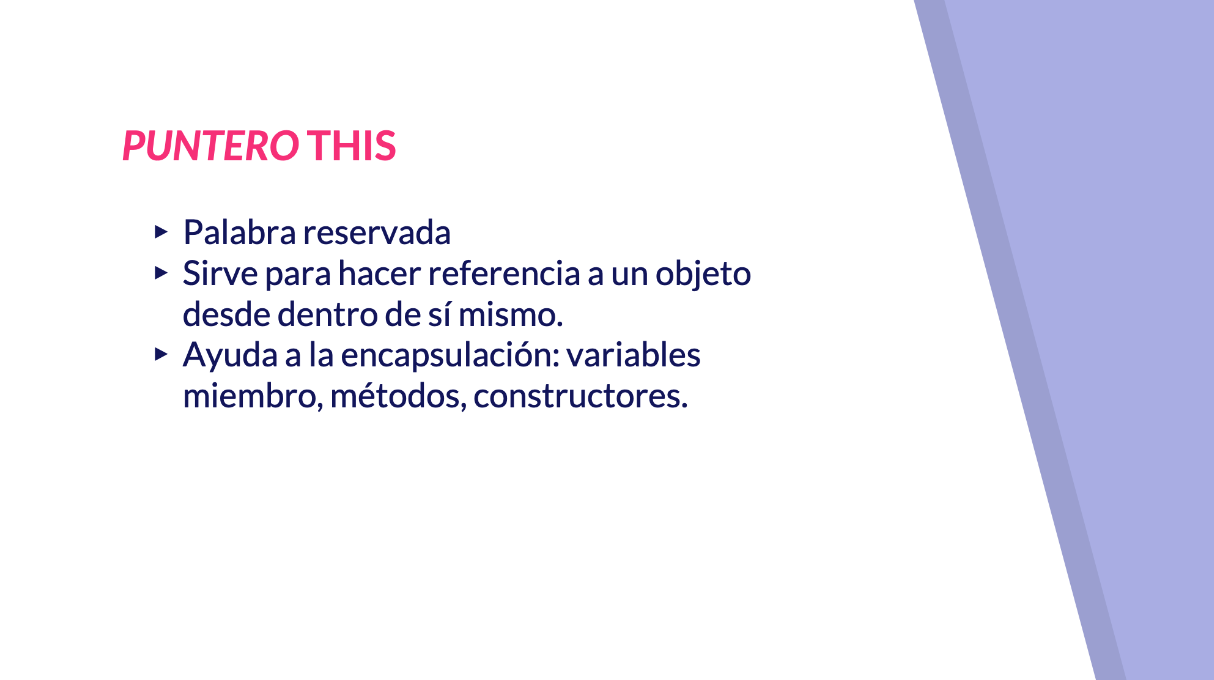 PUNTERO THIS
▸ Palabra reservada
▸ Sirve para hacer referencia a un objeto
desde dentro de sí mismo.
▸ Ayuda a la encapsulación: variables
miembro, métodos, constructores.